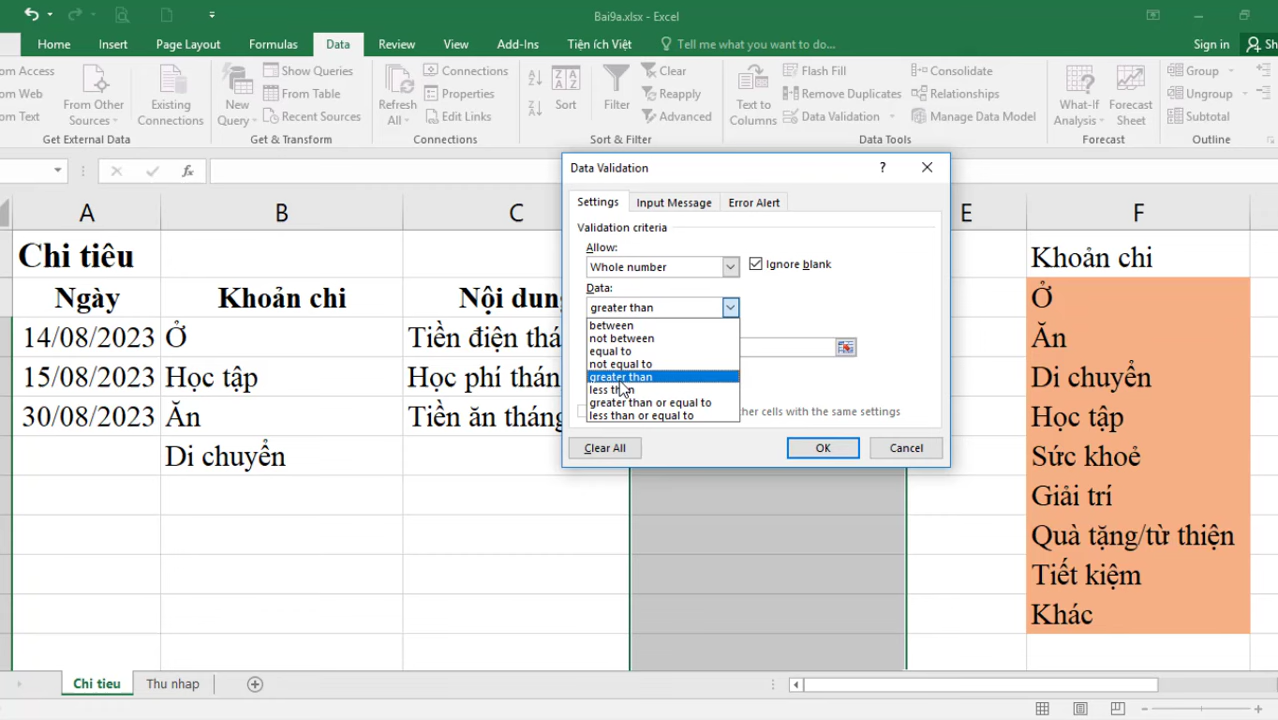 Bai9a.xlsx - Excel
Home Insert Page Layout Formulas Data Review View Add-Ins Tiện ích Việt Tell me what you want to do... Sign in Sh
om Access
om Web
om Text
From Other
Sources
Existing
Connections
Get External Data
New
Query
Show Queries
From Table
Recent Sources
Get & Transform
Refresh
All
Connections
Properties
Edit Links
Connections
Sort
Filter
Clear
Reapply
Advanced
Sort & Filter
Text to
Columns
Flash Fill
Remove Duplicates
Data Validation
Consolidate
Relationships
Manage Data Model
Data Tools
What-If
Analysis
Forecast
Sheet
Forecast
Group
Ungroup
Subtotal
Outline
fx
A B C E F
Chi tiêu
Ngày Khoản chi Nội dun
14/08/2023 Ở Tiền điện thá
15/08/2023 Học tập Học phí thán
30/08/2023 Ăn Tiền ăn tháng
Di chuyển
Khoản chi
Ở
Ăn
Di chuyển
Học tập
Sức khoẻ
Giải trí
Quà tặng/từ thiện
Tiết kiệm
Khác
Data Validation ?
Settings Input Message Error Alert
Validation criteria
Allow:
Whole number Ignore blank
Data:
greater than
between
not between
equal to
not equal to
greater than
less than
greater than or equal to
less than or equal to
her cells with the same settings
Clear All OK Cancel
Chi tieu Thu nhap